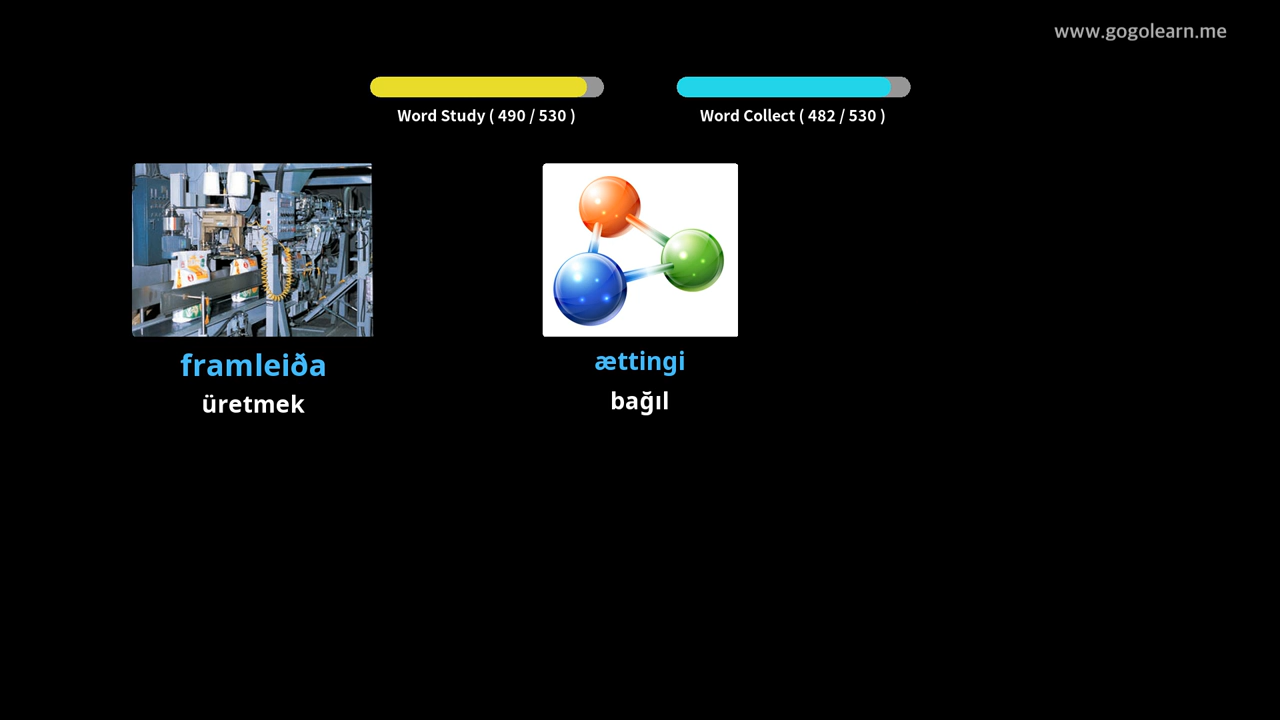 www.gogolearn.me
Word Study ( 490 / 530 )
Word Collect ( 482 / 530 )
framleiða
üretmek
ættingi
bağıl